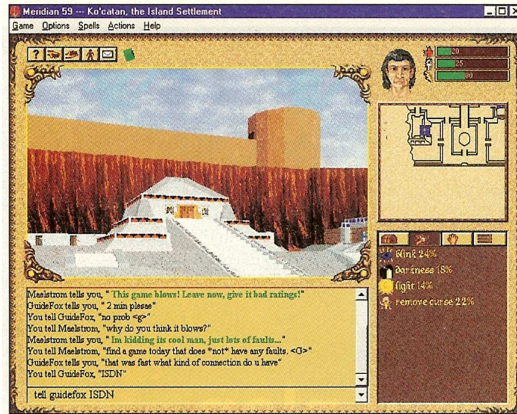 Meridian 59 --- Ko'catan, the Island Settlement
Game Options Spells Actions Help
20
25
80
blink 24%
darkness 18%
light 14%
remove curse 22%
Maelstrom tells you, " This game blows! Leave now, give it bad ratings!"
GuideFox tells you, " 2 min plesae"
You tell GuideFox, "no prob <g>"
You tell Maelstrom, "why do you think it blows?"
Maelstrom tells you, " Im kidding its cool man, just lots of faults..."
You tell Maelstrom, "find a game today that does *not* have any faults. <G>"
GuideFox tells you, "that was fast what kind of connection do u have"
You tell GuideFox, "ISDN"
tell guidefox ISDN